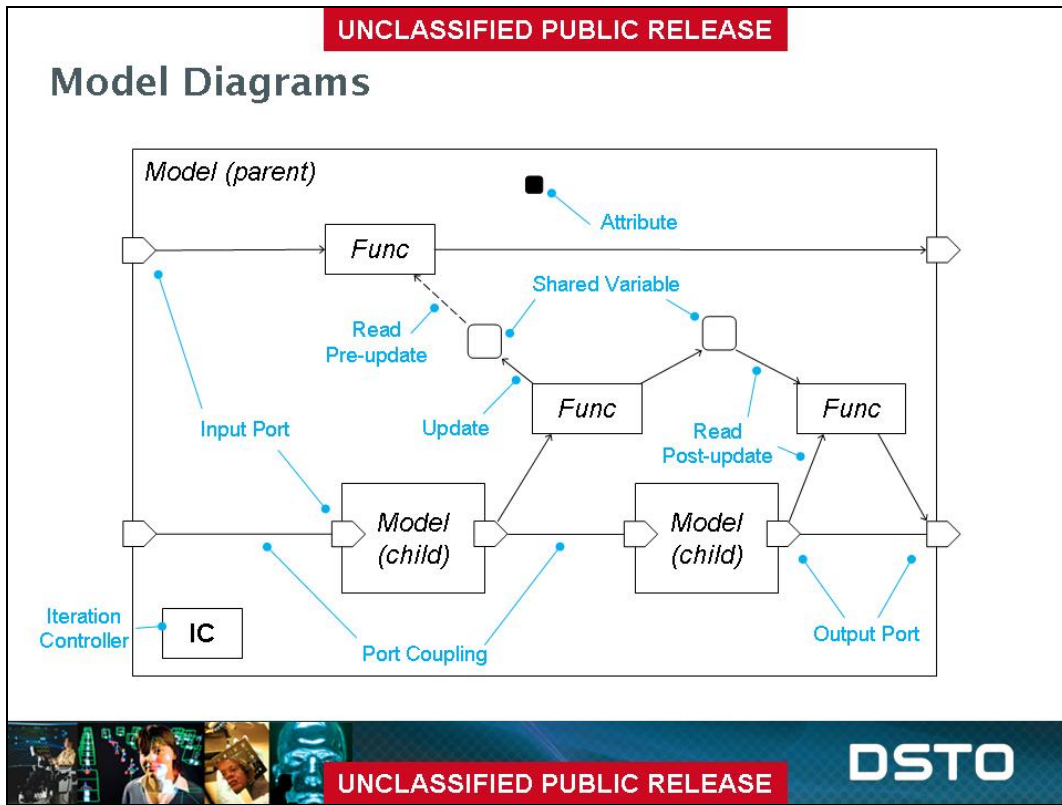 UNCLASSIFIED PUBLIC RELEASE
Model Diagrams
Model (parent)
Attribute
Func
Shared Variable
Read
Pre-update
Func
Func
Input Port
Update
Read
Post-update
Model
(child)
Model
(child)
Iteration
Controller
IC
Port Coupling
Output Port
DSTO
UNCLASSIFIED PUBLIC RELEASE